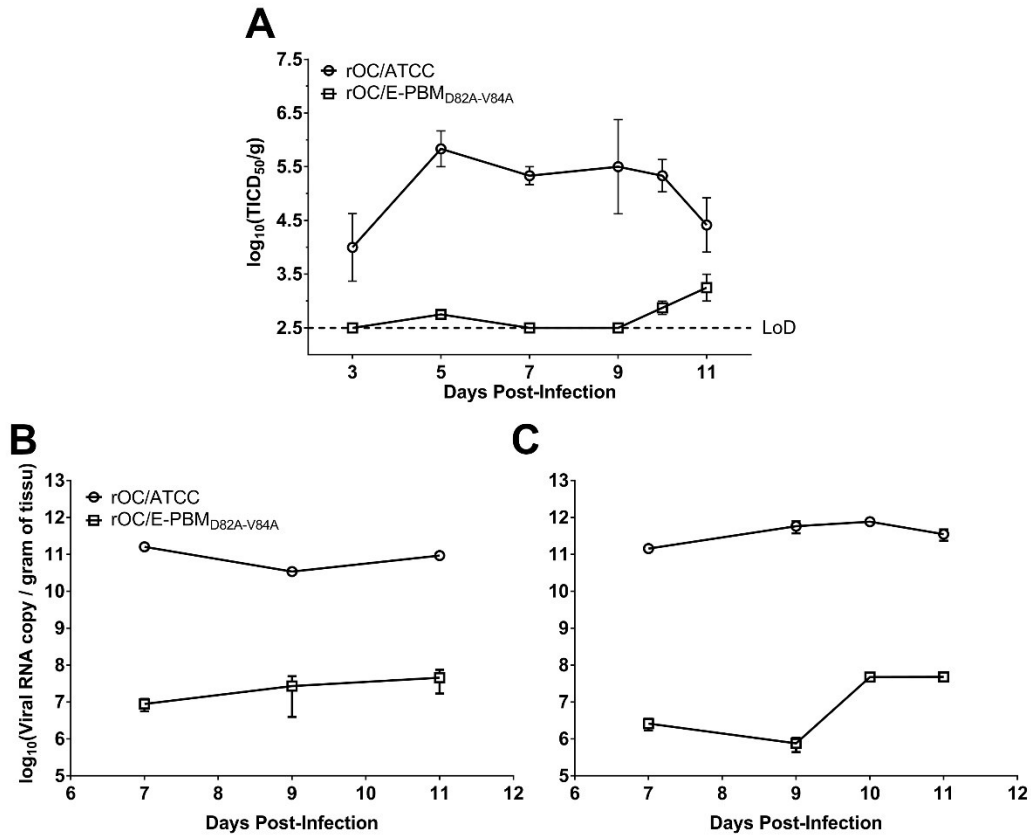 A
7.5
6.5
5.5
4.5
3.5
2.5
log₁₀(TICD₅₀/g)
rOC/ATCC
rOC/E-PBM D82A-V84A
LoD
3 5 7 9 11
Days Post-Infection
B
13
12
11
10
9
8
7
6
5
log₁₀(Viral RNA copy / gram of tissu)
rOC/ATCC
rOC/E-PBM D82A-V84A
6 7 8 9 10 11 12
Days Post-Infection
C
13
12
11
10
9
8
7
6
5
6 7 8 9 10 11 12
Days Post-Infection